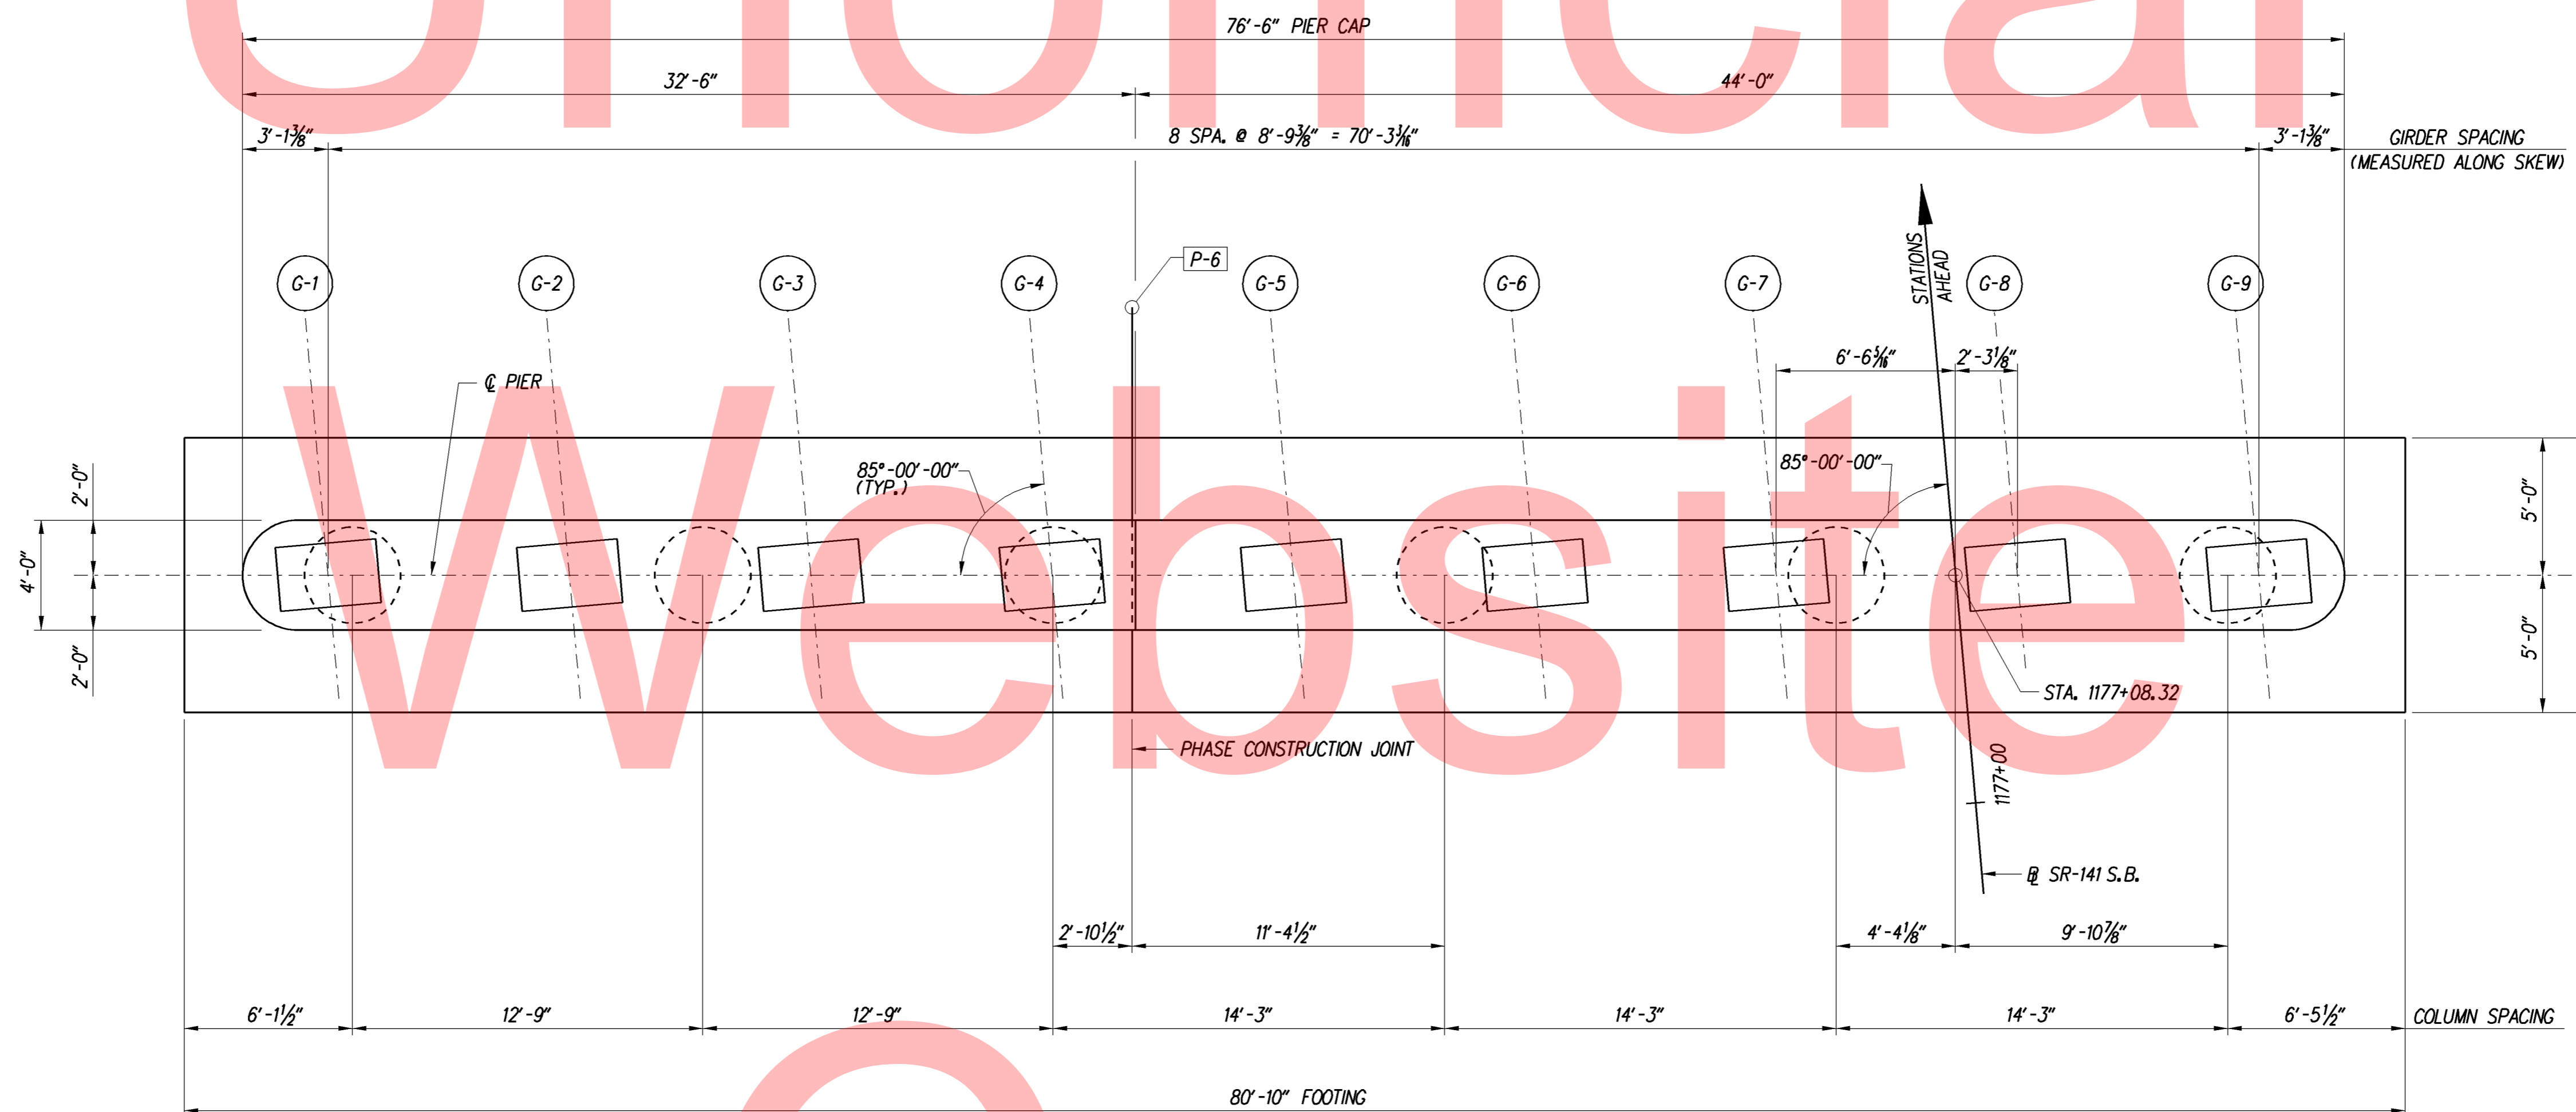 Unofficial
76'-6" PIER CAP
32'-6"
44'-0"
3'-1⅜"
8 SPA. @ 8'-9⅜" = 70'-3³⁄₁₆"
3'-1⅜"
GIRDER SPACING
(MEASURED ALONG SKEW)
G-1
G-2
G-3
G-4
P-6
G-5
G-6
G-7
STATIONS
AHEAD
G-8
G-9
6'-6⁵⁄₁₆"
2'-3⅛"
℄ PIER
Website
85°-00'-00"
(TYP.)
85°-00'-00"
4'-0"
2'-0"
2'-0"
5'-0"
5'-0"
STA. 1177+08.32
PHASE CONSTRUCTION JOINT
1177+00
BL SR-141 S.B.
2'-10½"
11'-4½"
4'-4⅛"
9'-10⅞"
6'-1½"
12'-9"
12'-9"
14'-3"
14'-3"
14'-3"
6'-5½"
COLUMN SPACING
80'-10" FOOTING